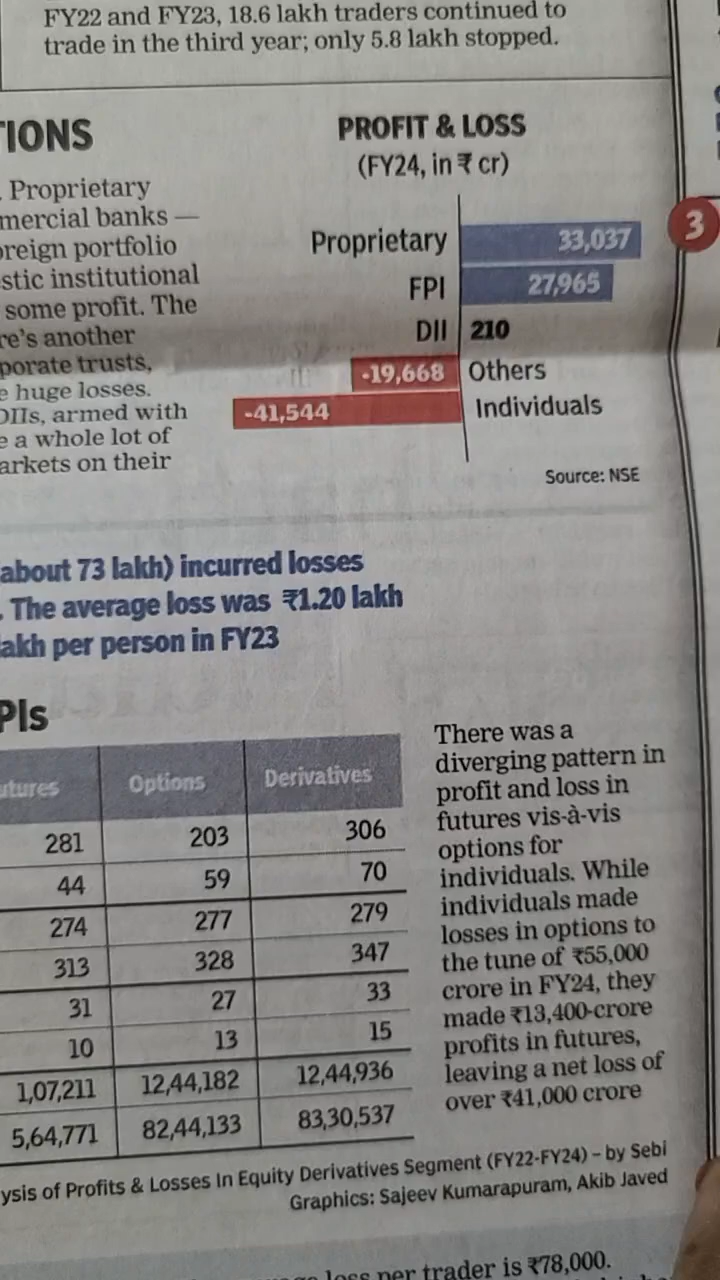 FY22 and FY23, 18.6 lakh traders continued to
trade in the third year; only 5.8 lakh stopped.
TIONS
. Proprietary
mercial banks —
oreign portfolio
stic institutional
some profit. The
re's another
porate trusts,
e huge losses.
DIIs, armed with
e a whole lot of
arkets on their
PROFIT & LOSS
(FY24, in ₹ cr)
Proprietary 33,037
FPI 27,965
DII 210
-19,668 Others
-41,544 Individuals
Source: NSE
3
about 73 lakh) incurred losses
. The average loss was ₹1.20 lakh
lakh per person in FY23
PIs
utures Options Derivatives
281 203 306
44 59 70
274 277 279
313 328 347
31 27 33
10 13 15
1,07,211 12,44,182 12,44,936
5,64,771 82,44,133 83,30,537
There was a
diverging pattern in
profit and loss in
futures vis-à-vis
options for
individuals. While
individuals made
losses in options to
the tune of ₹55,000
crore in FY24, they
made ₹13,400-crore
profits in futures,
leaving a net loss of
over ₹41,000 crore
ysis of Profits & Losses In Equity Derivatives Segment (FY22-FY24) – by Sebi
Graphics: Sajeev Kumarapuram, Akib Javed
loss per trader is ₹78,000.